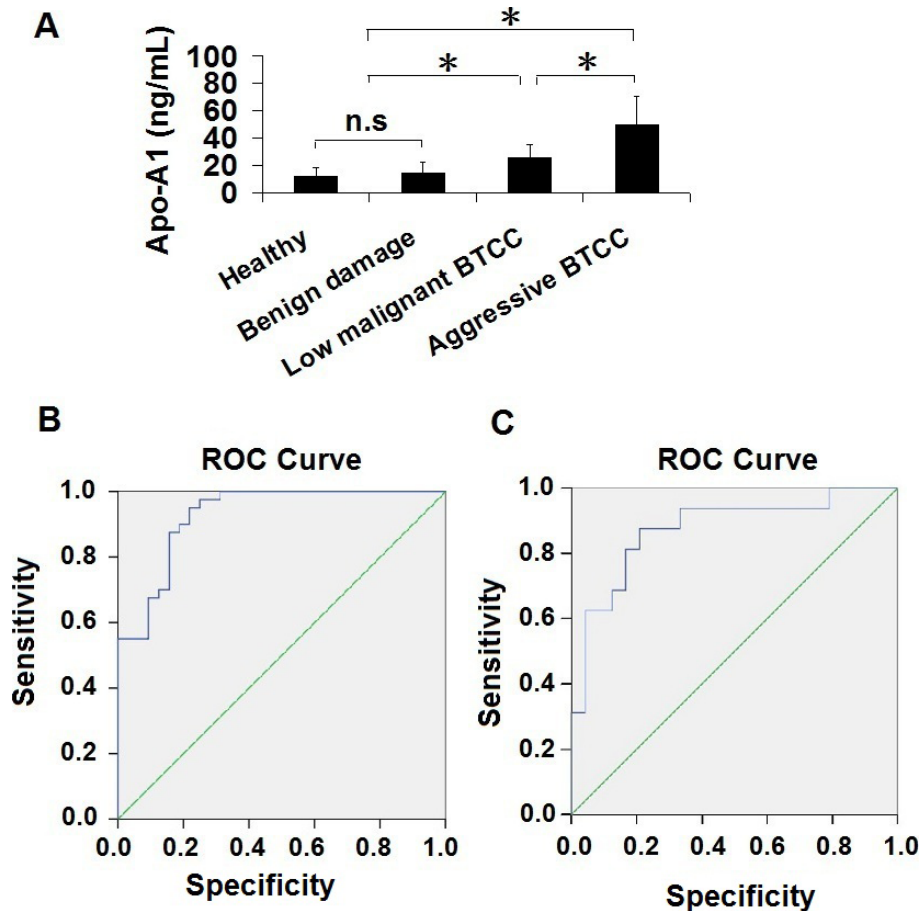 A
Apo-A1 (ng/mL)
100
80
60
40
20
0
*
*
*
n.s
Healthy
Benign damage
Low malignant BTCC
Aggressive BTCC
B
ROC Curve
Sensitivity
1.0
0.8
0.6
0.4
0.2
0.0
0.0 0.2 0.4 0.6 0.8 1.0
Specificity
C
ROC Curve
Sensitivity
1.0
0.8
0.6
0.4
0.2
0.0
0.0 0.2 0.4 0.6 0.8 1.0
Specificity